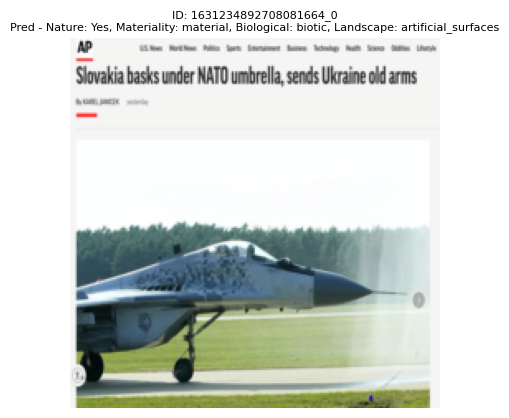 ID: 1631234892708081664_0
Pred - Nature: Yes, Materiality: material, Biological: biotic, Landscape: artificial_surfaces
AP
U.S. News World News Politics Sports Entertainment Business Technology Health Science Oddities Lifestyle
Slovakia basks under NATO umbrella, sends Ukraine old arms
By KAREL JANICEK yesterday